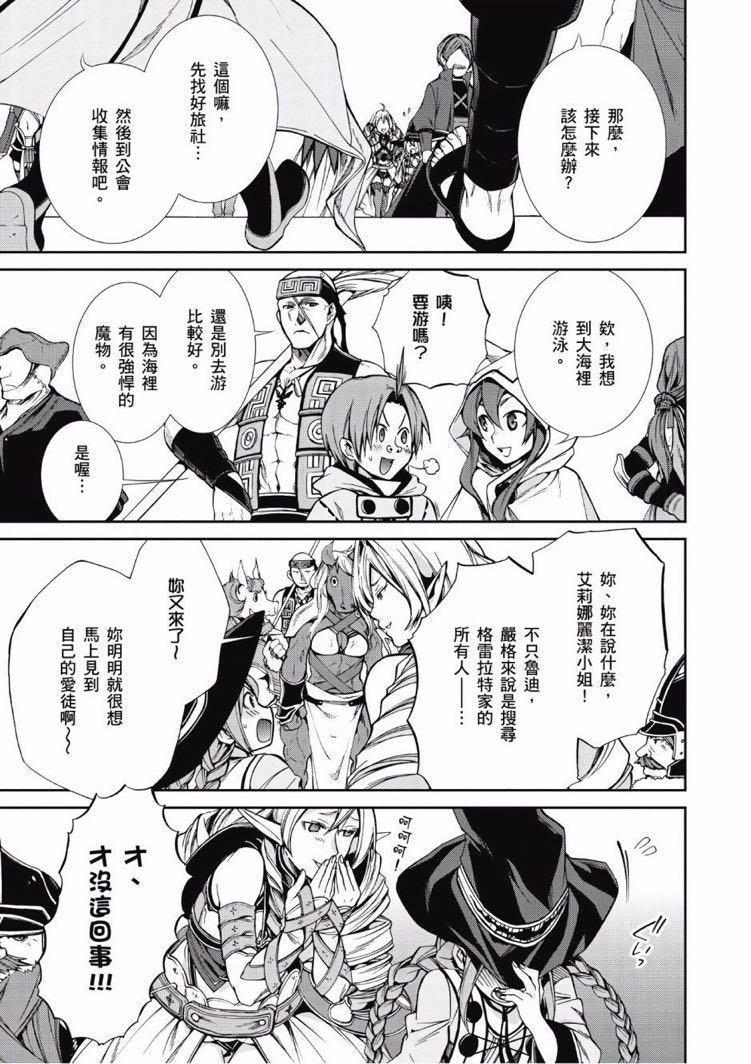 那麼，
接下來
該怎麼辦？
這個嘛，
先找好旅社…
然後到公會
收集情報吧。
欸，我想
到大海裡
游泳。
咦！
要游嗎？
還是別去游
比較好。
因為海裡
有很強悍的
魔物。
是喔…
妳、妳在說什麼，
艾莉娜麗潔小姐！
不只魯迪，
嚴格來說是搜尋
格雷拉特家的
所有人——…
妳又來了～
妳明明就很想
馬上見到
自己的愛徒啊～
呵呵呵！
才、
才沒這回事!!!